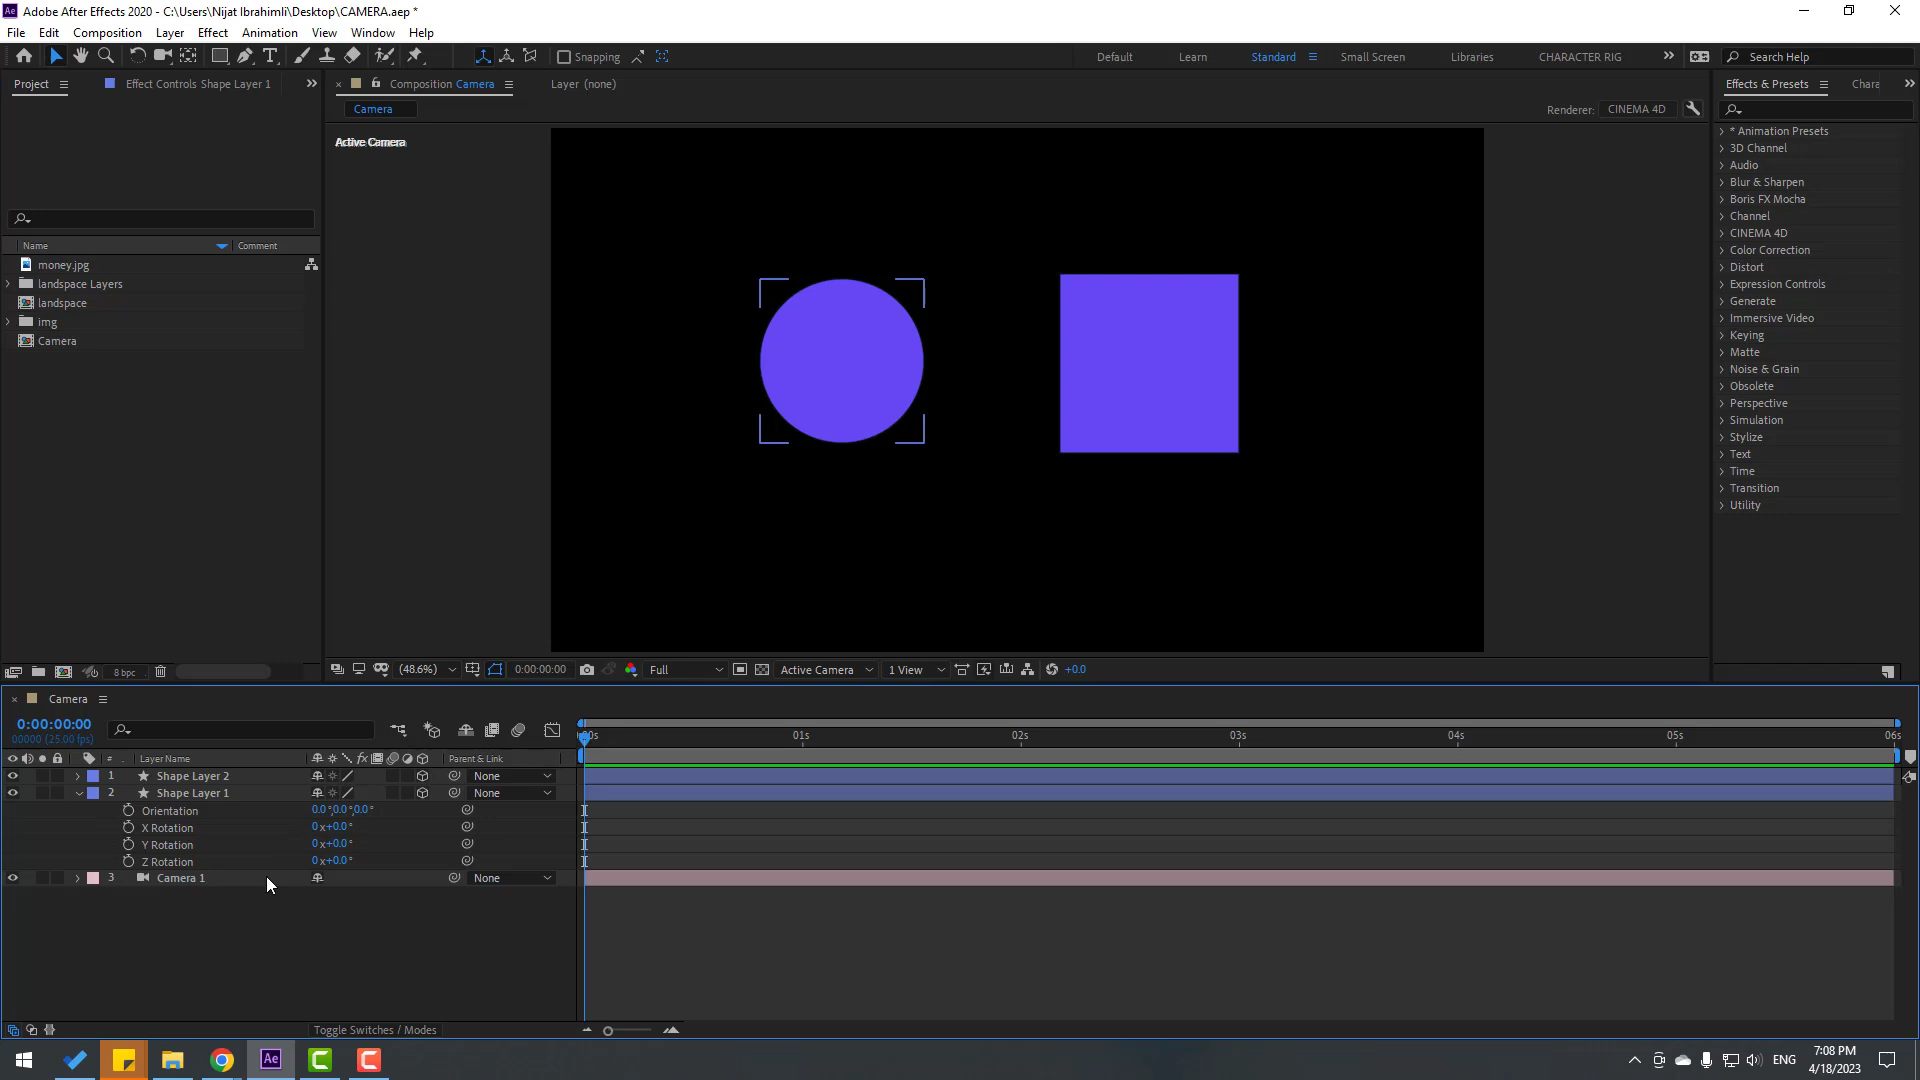 Adobe After Effects 2020 - C:\Users\Nijat Ibrahimli\Desktop\CAMERA.aep *
File Edit Composition Layer Effect Animation View Window Help
Snapping Default Learn Standard Small Screen Libraries CHARACTER RIG Search Help
Project Effect Controls Shape Layer 1 Composition Camera Layer (none) Effects & Presets Chara
Camera Renderer: CINEMA 4D
Active Camera
Name Comment
money.jpg
landspace Layers
landspace
img
Camera
* Animation Presets
3D Channel
Audio
Blur & Sharpen
Boris FX Mocha
Channel
CINEMA 4D
Color Correction
Distort
Expression Controls
Generate
Immersive Video
Keying
Matte
Noise & Grain
Obsolete
Perspective
Simulation
Stylize
Text
Time
Transition
Utility
8 bpc (48.6%) 0:00:00:00 Full Active Camera 1 View +0.0
Camera
0:00:00:00
00000 (25.00 fps)
00s 01s 02s 03s 04s 05s 06s
# Layer Name fx Parent & Link
1 Shape Layer 2 None
2 Shape Layer 1 None
Orientation 0.0°,0.0°,0.0°
X Rotation 0x+0.0°
Y Rotation 0x+0.0°
Z Rotation 0x+0.0°
3 Camera 1 None
Toggle Switches / Modes
Ae ENG 7:08 PM
4/18/2023